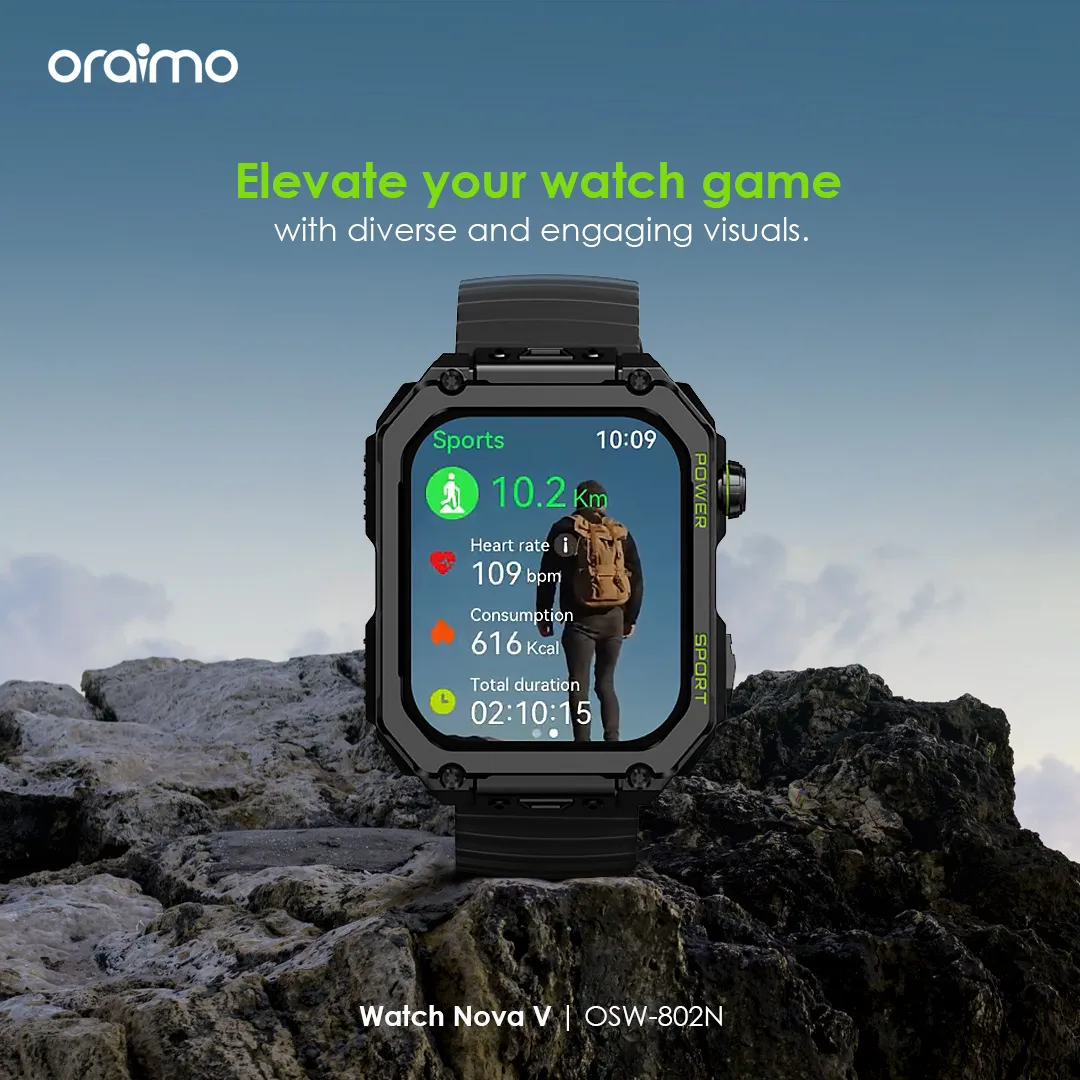 oraimo
Elevate your watch game
with diverse and engaging visuals.
Sports 10:09
10.2 Km
Heart rate i
109 bpm
Consumption
616 Kcal
Total duration
02:10:15
POWER
SPORT
Watch Nova V | OSW-802N